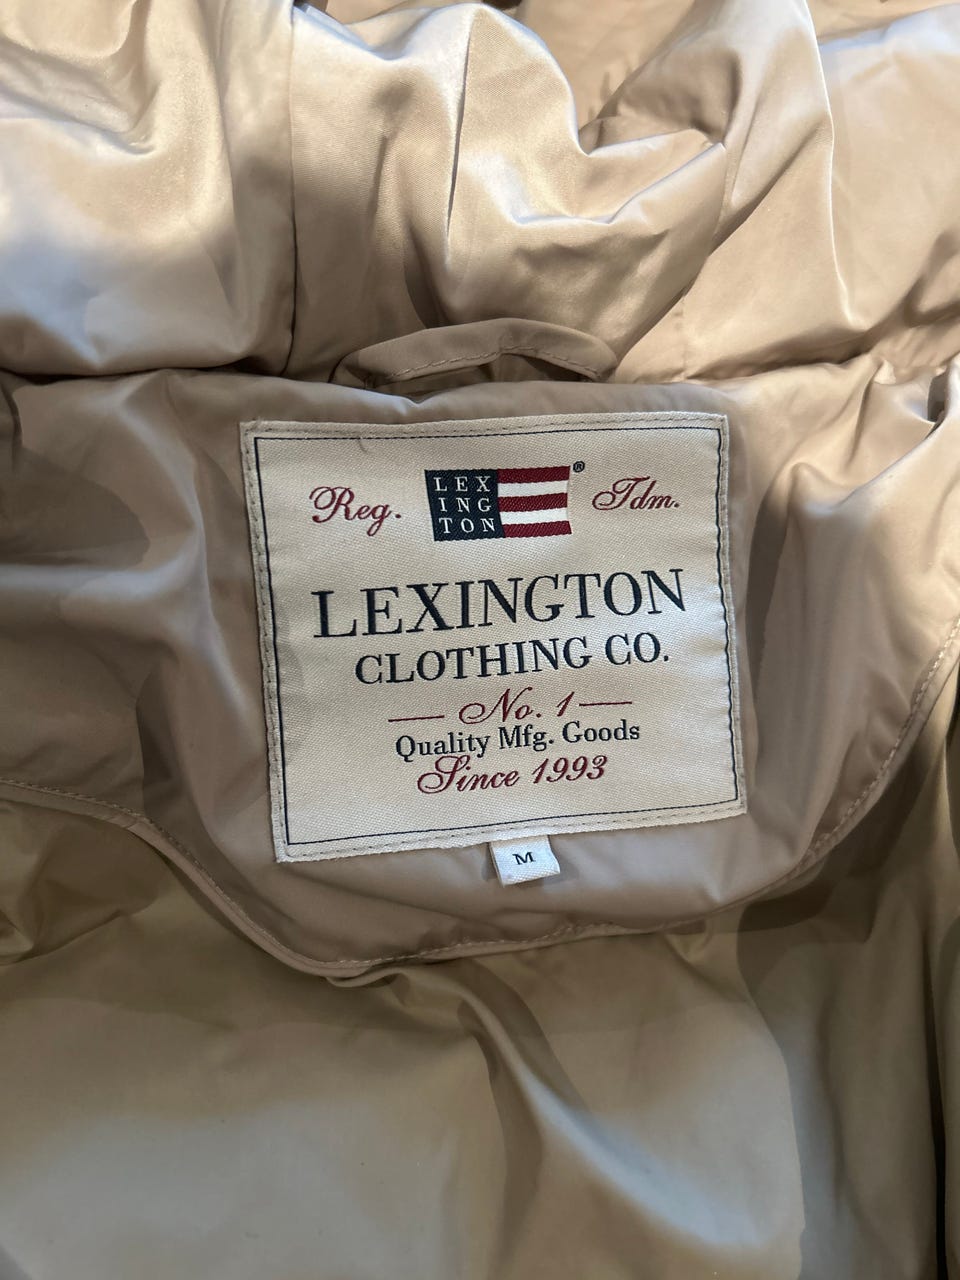 Reg.
LEX
ING
TON
®
Tdm.
LEXINGTON
CLOTHING CO.
No. 1
Quality Mfg. Goods
Since 1993
M